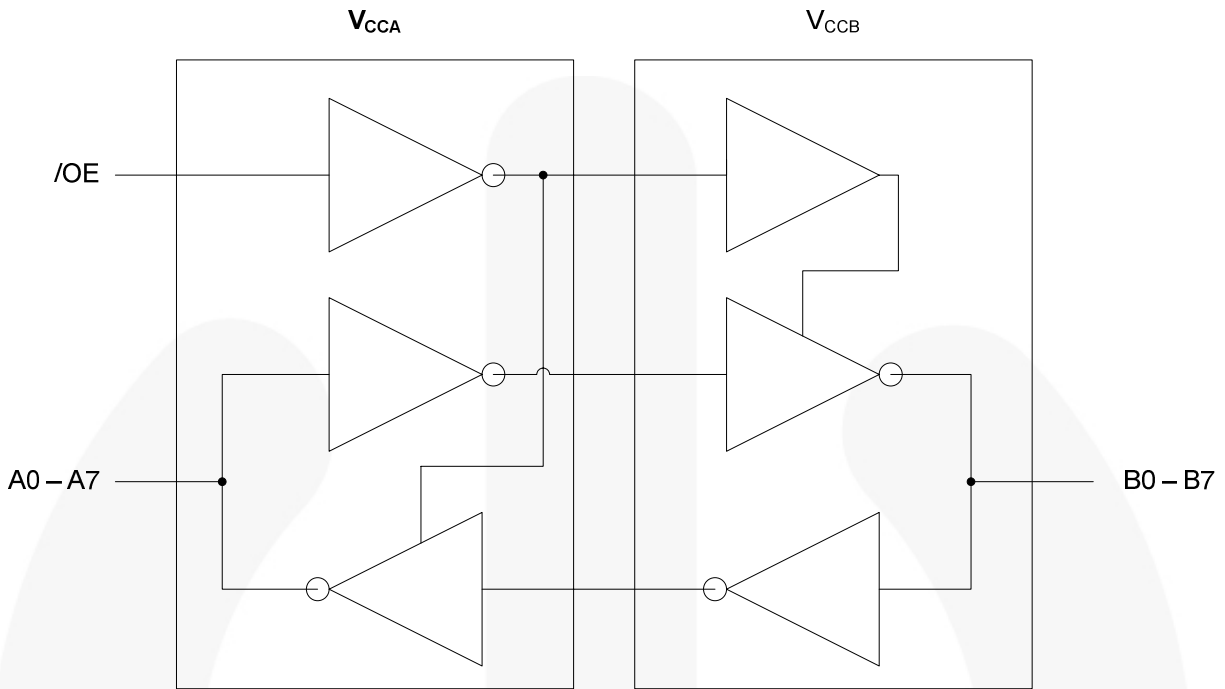 VCCA
VCCB
/OE
A0 – A7
B0 – B7